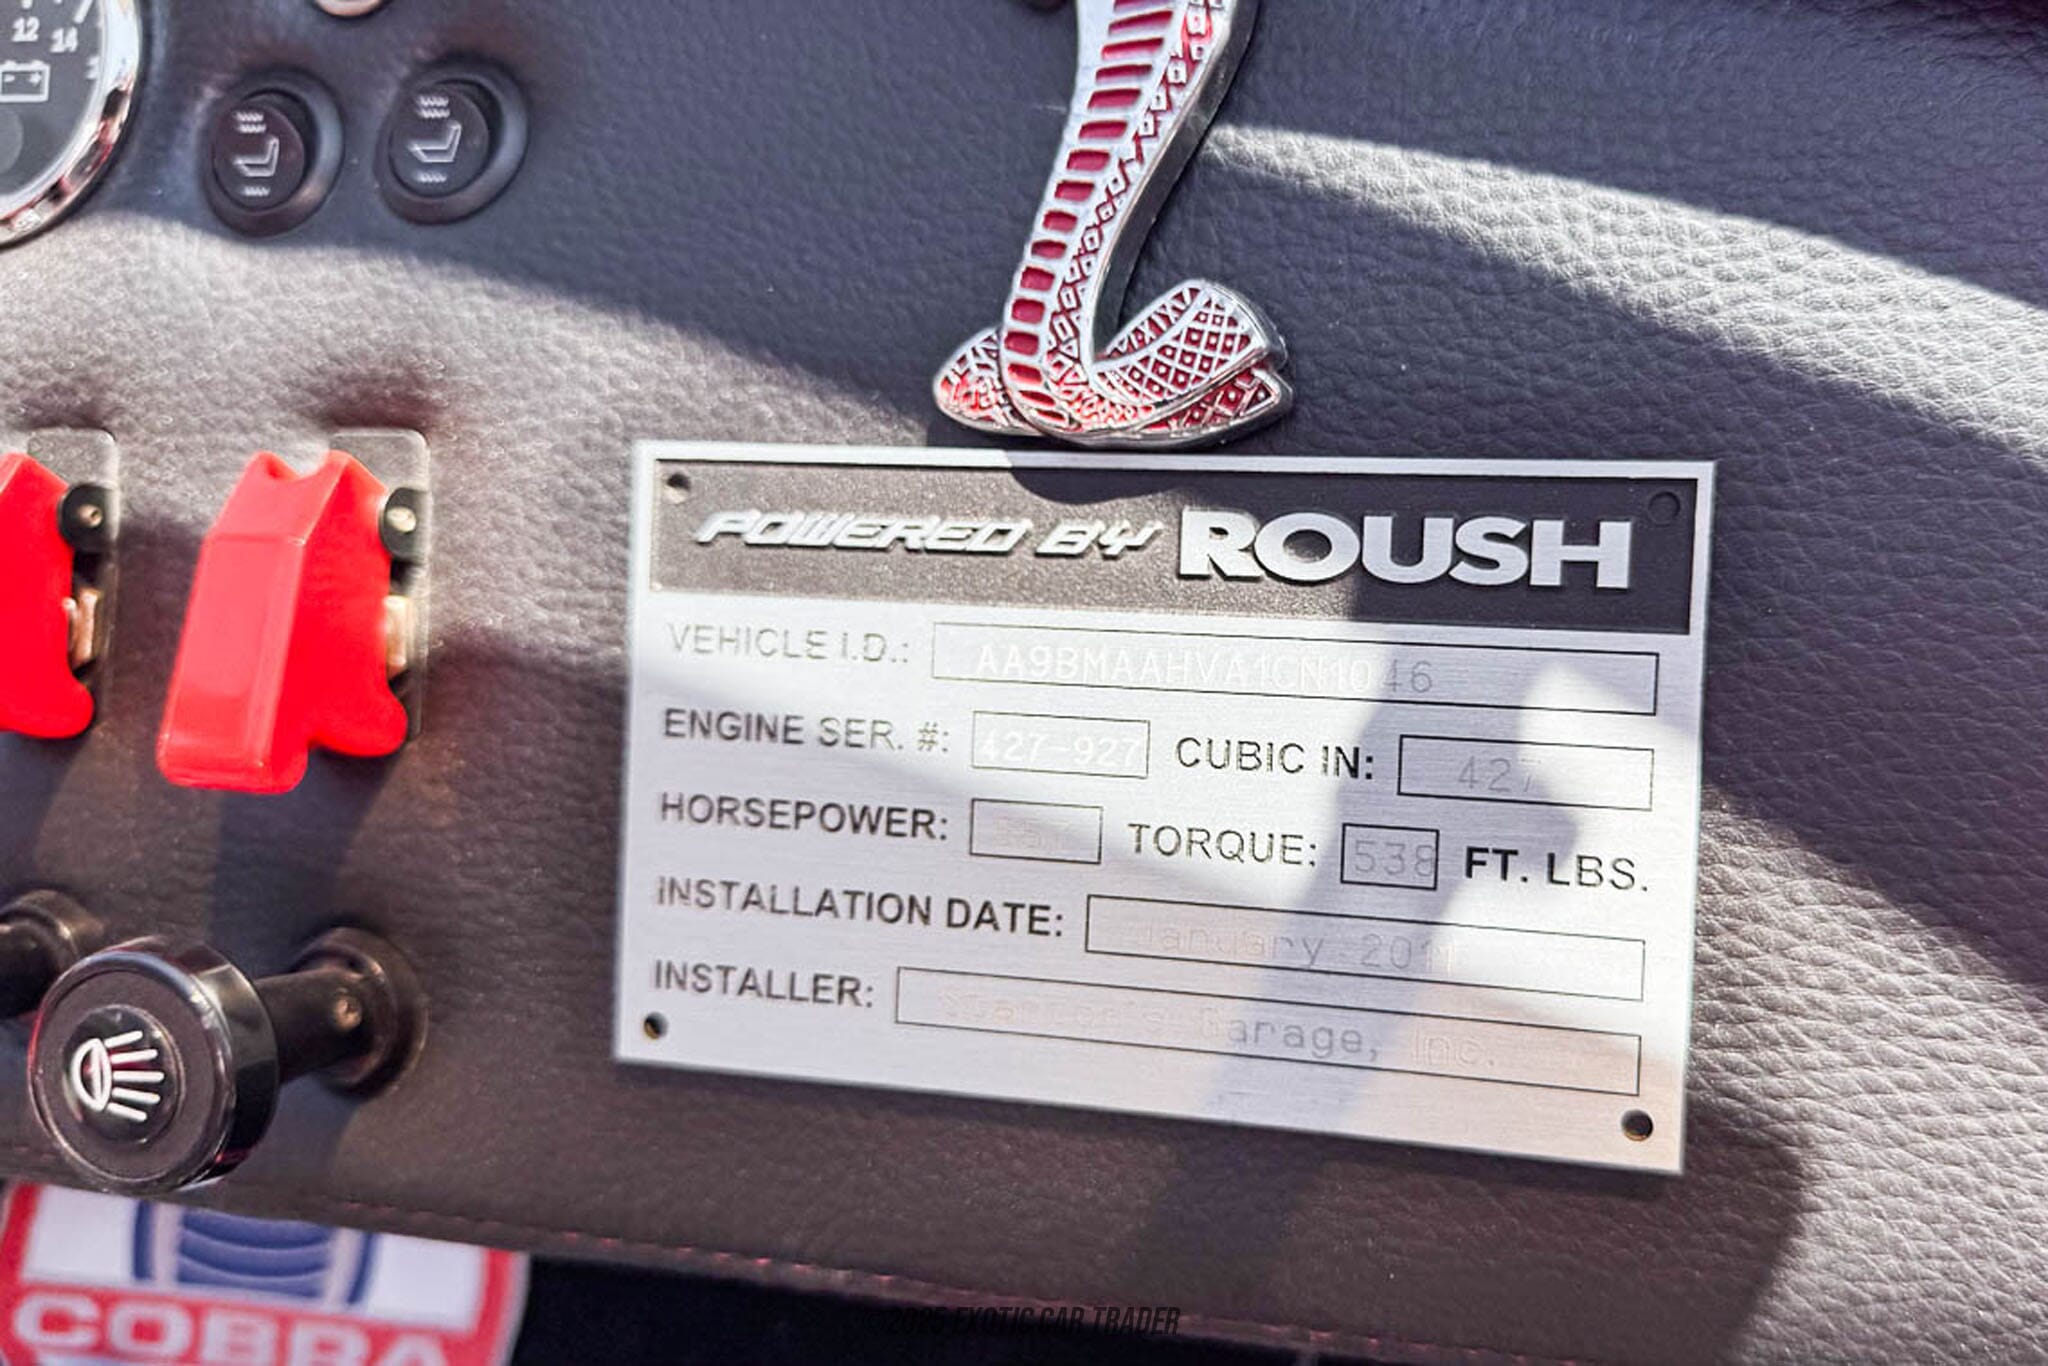 12 14
POWERED BY ROUSH
VEHICLE I.D.: AA9BMAAHVA1CN1046
ENGINE SER. #: 427-927 CUBIC IN: 427
HORSEPOWER: TORQUE: 538 FT. LBS.
INSTALLATION DATE: January 2011
INSTALLER: Garage, Inc.
COBRA
2025 EXOTIC CAR TRADER